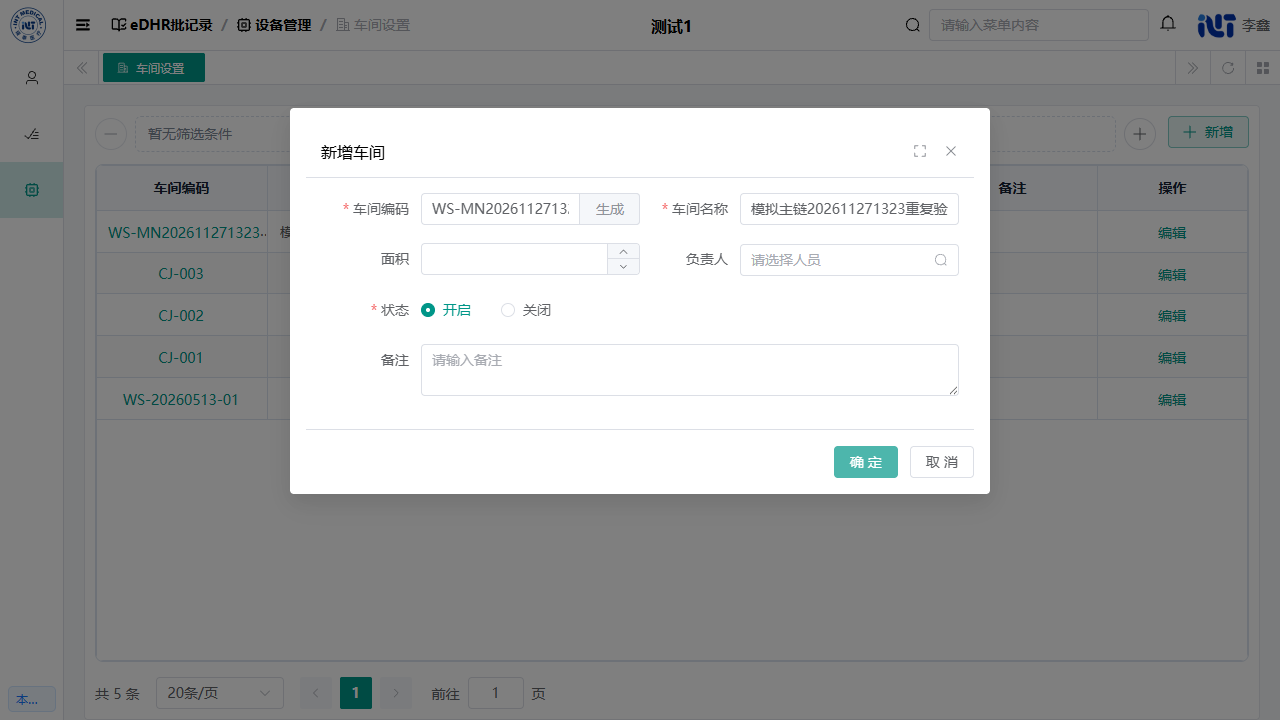 eDHR批记录 / 设备管理 / 车间设置
测试1
请输入菜单内容
李鑫
车间设置
暂无筛选条件
新增
车间编码
备注
操作
WS-MN202611271323
编辑
CJ-003
编辑
CJ-002
编辑
CJ-001
编辑
WS-20260513-01
编辑
新增车间
* 车间编码
WS-MN2026112713
生成
* 车间名称
模拟主链202611271323重复验
面积
负责人
请选择人员
* 状态
开启
关闭
备注
请输入备注
确 定
取 消
本...
共 5 条
20条/页
1
前往
1
页